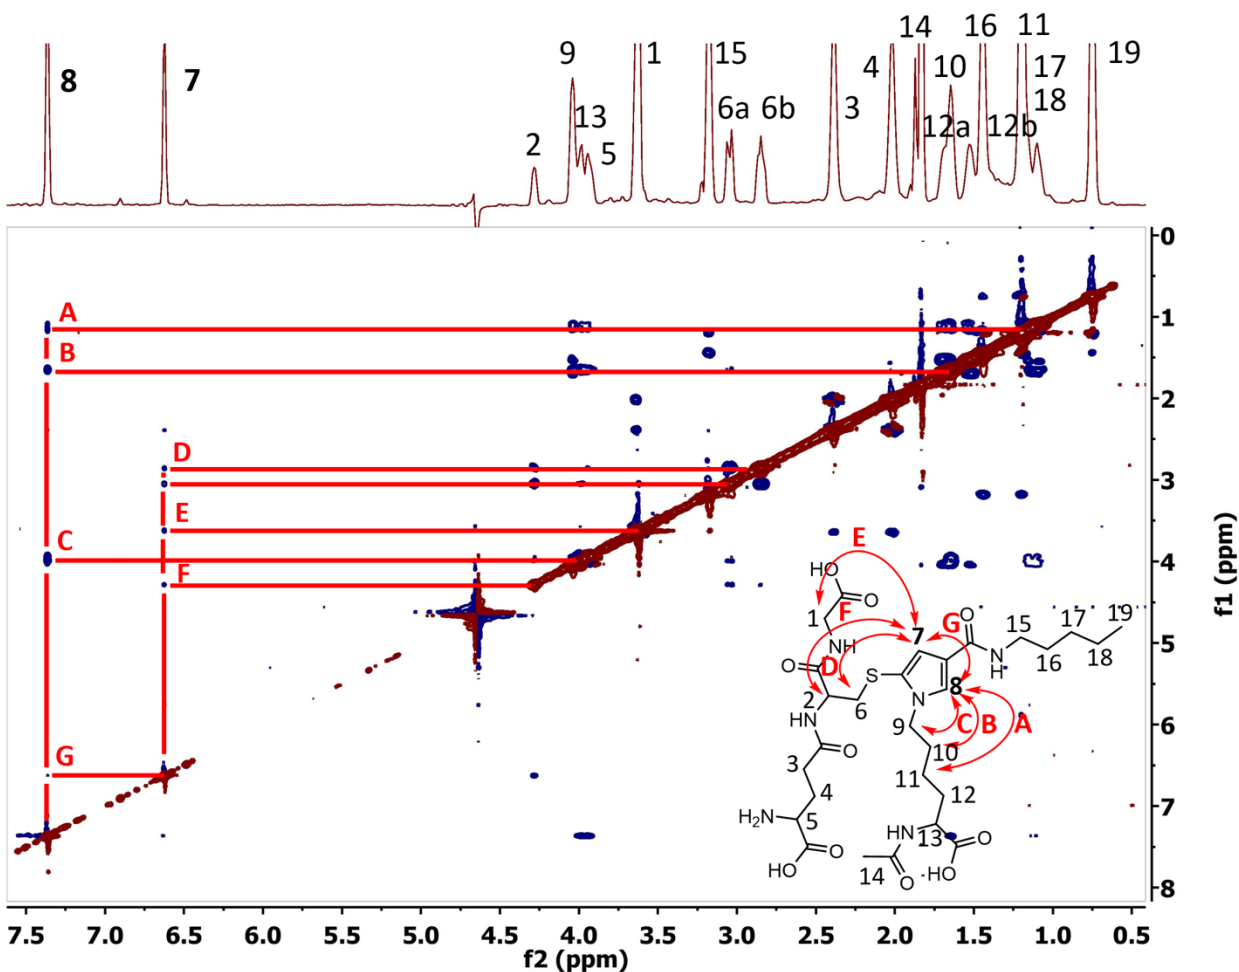 8 7 2 9 13 5 1 15 6a 6b 3 4 14 12a 10 16 12b 11 17 18 19
A
B
D
E
C
F
G
0
1
2
3
4
5
6
7
8
f1 (ppm)
E
HO
O
1
F
7
G
O
15 17 19
NH
N
H
16
18
O
D
S
8
2
6
N
9
C B A
HN
O
10
3
11
12
4
H₂N
5
HN
13
O
O
HO
14
O
HO
7.5 7.0 6.5 6.0 5.5 5.0 4.5 4.0 3.5 3.0 2.5 2.0 1.5 1.0 0.5
f2 (ppm)